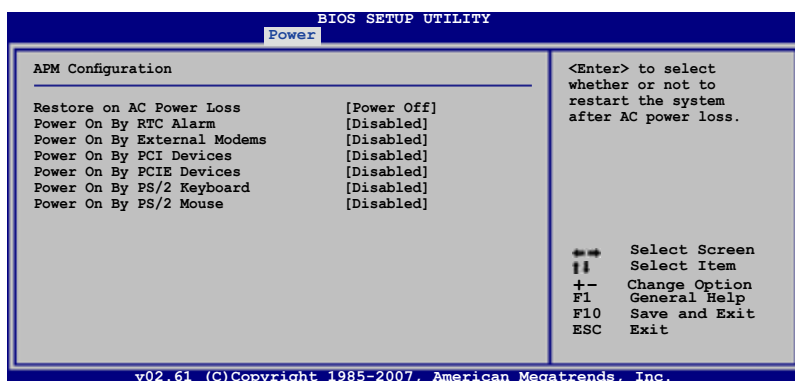 BIOS SETUP UTILITY
Power
APM Configuration
Restore on AC Power Loss [Power Off]
Power On By RTC Alarm [Disabled]
Power On By External Modems [Disabled]
Power On By PCI Devices [Disabled]
Power On By PCIE Devices [Disabled]
Power On By PS/2 Keyboard [Disabled]
Power On By PS/2 Mouse [Disabled]
<Enter> to select
whether or not to
restart the system
after AC power loss.
←→ Select Screen
↑↓ Select Item
+- Change Option
F1 General Help
F10 Save and Exit
ESC Exit
v02.61 (C)Copyright 1985-2007, American Megatrends, Inc.